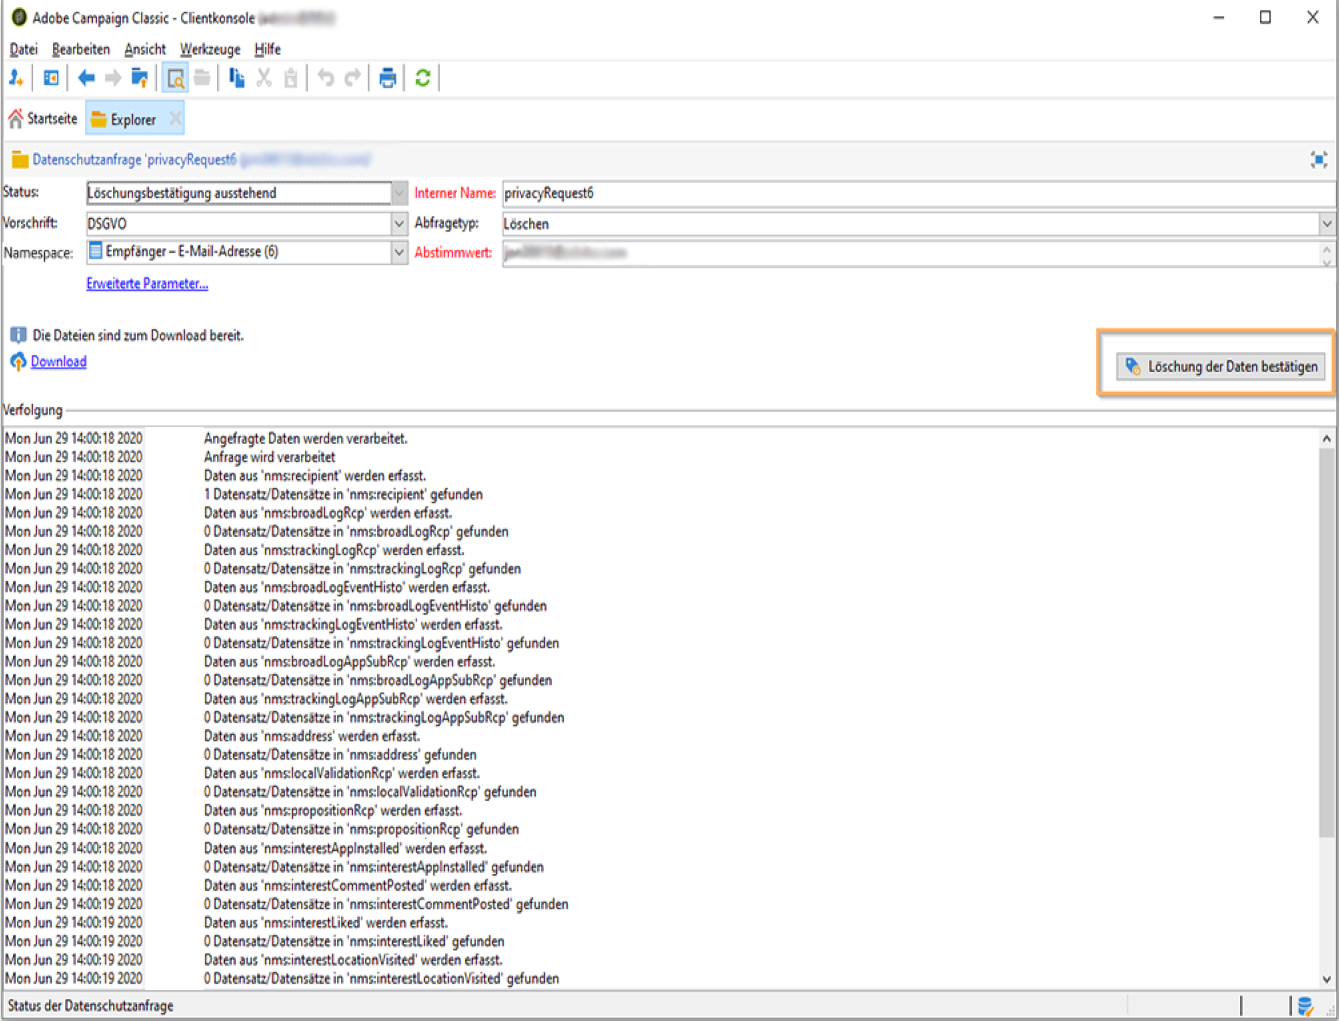 Adobe Campaign Classic - Clientkonsole
Datei Bearbeiten Ansicht Werkzeuge Hilfe
Startseite Explorer
Datenschutzanfrage 'privacyRequest6
Status: Löschungsbestätigung ausstehend Interner Name: privacyRequest6
Vorschrift: DSGVO Abfragetyp: Löschen
Namespace: Empfänger – E-Mail-Adresse (6) Abstimmwert:
Erweiterte Parameter...
Die Dateien sind zum Download bereit.
Download Löschung der Daten bestätigen
Verfolgung
Mon Jun 29 14:00:18 2020 Angefragte Daten werden verarbeitet.
Mon Jun 29 14:00:18 2020 Anfrage wird verarbeitet
Mon Jun 29 14:00:18 2020 Daten aus 'nms:recipient' werden erfasst.
Mon Jun 29 14:00:18 2020 1 Datensatz/Datensätze in 'nms:recipient' gefunden
Mon Jun 29 14:00:18 2020 Daten aus 'nms:broadLogRcp' werden erfasst.
Mon Jun 29 14:00:18 2020 0 Datensatz/Datensätze in 'nms:broadLogRcp' gefunden
Mon Jun 29 14:00:18 2020 Daten aus 'nms:trackingLogRcp' werden erfasst.
Mon Jun 29 14:00:18 2020 0 Datensatz/Datensätze in 'nms:trackingLogRcp' gefunden
Mon Jun 29 14:00:18 2020 Daten aus 'nms:broadLogEventHisto' werden erfasst.
Mon Jun 29 14:00:18 2020 0 Datensatz/Datensätze in 'nms:broadLogEventHisto' gefunden
Mon Jun 29 14:00:18 2020 Daten aus 'nms:trackingLogEventHisto' werden erfasst.
Mon Jun 29 14:00:18 2020 0 Datensatz/Datensätze in 'nms:trackingLogEventHisto' gefunden
Mon Jun 29 14:00:18 2020 Daten aus 'nms:broadLogAppSubRcp' werden erfasst.
Mon Jun 29 14:00:18 2020 0 Datensatz/Datensätze in 'nms:broadLogAppSubRcp' gefunden
Mon Jun 29 14:00:18 2020 Daten aus 'nms:trackingLogAppSubRcp' werden erfasst.
Mon Jun 29 14:00:18 2020 0 Datensatz/Datensätze in 'nms:trackingLogAppSubRcp' gefunden
Mon Jun 29 14:00:18 2020 Daten aus 'nms:address' werden erfasst.
Mon Jun 29 14:00:18 2020 0 Datensatz/Datensätze in 'nms:address' gefunden
Mon Jun 29 14:00:18 2020 Daten aus 'nms:localValidationRcp' werden erfasst.
Mon Jun 29 14:00:18 2020 0 Datensatz/Datensätze in 'nms:localValidationRcp' gefunden
Mon Jun 29 14:00:18 2020 Daten aus 'nms:propositionRcp' werden erfasst.
Mon Jun 29 14:00:18 2020 0 Datensatz/Datensätze in 'nms:propositionRcp' gefunden
Mon Jun 29 14:00:18 2020 Daten aus 'nms:interestAppInstalled' werden erfasst.
Mon Jun 29 14:00:18 2020 0 Datensatz/Datensätze in 'nms:interestAppInstalled' gefunden
Mon Jun 29 14:00:18 2020 Daten aus 'nms:interestCommentPosted' werden erfasst.
Mon Jun 29 14:00:19 2020 0 Datensatz/Datensätze in 'nms:interestCommentPosted' gefunden
Mon Jun 29 14:00:19 2020 Daten aus 'nms:interestLiked' werden erfasst.
Mon Jun 29 14:00:19 2020 0 Datensatz/Datensätze in 'nms:interestLiked' gefunden
Mon Jun 29 14:00:19 2020 Daten aus 'nms:interestLocationVisited' werden erfasst.
Mon Jun 29 14:00:19 2020 0 Datensatz/Datensätze in 'nms:interestLocationVisited' gefunden
Status der Datenschutzanfrage